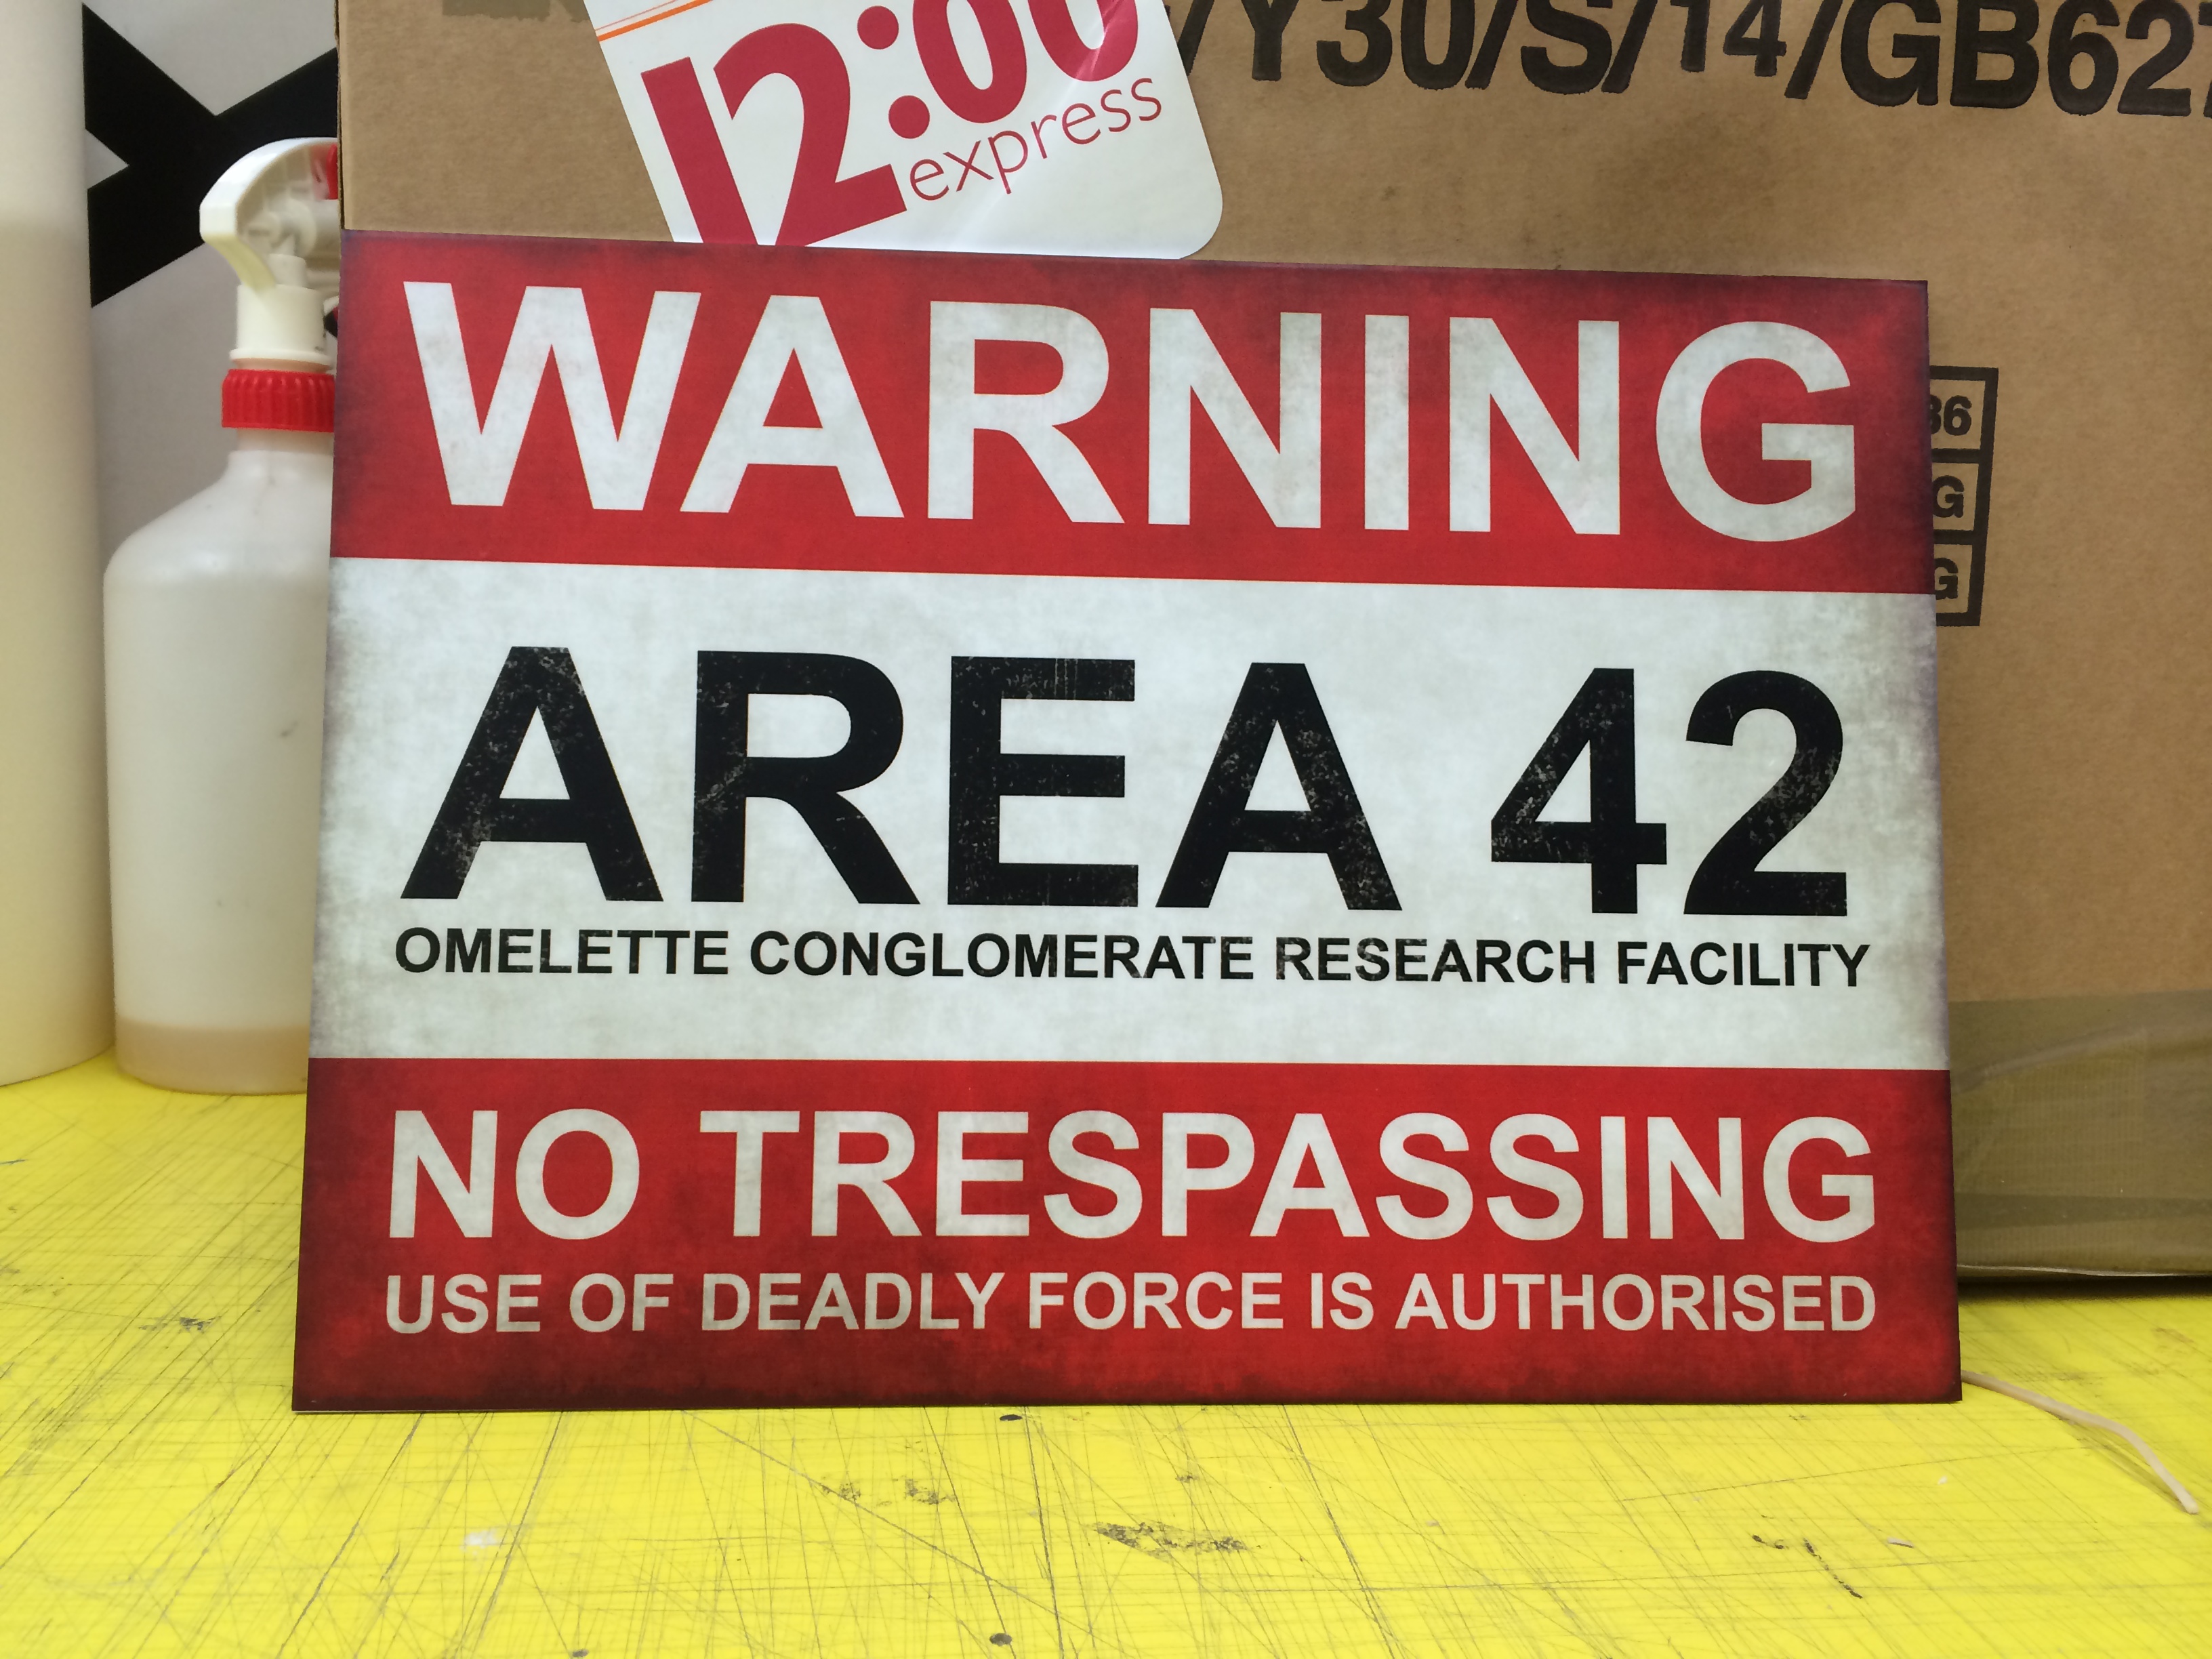 12:00
express
/Y30/S/14/GB62
WARNING
AREA 42
OMELETTE CONGLOMERATE RESEARCH FACILITY
NO TRESPASSING
USE OF DEADLY FORCE IS AUTHORISED